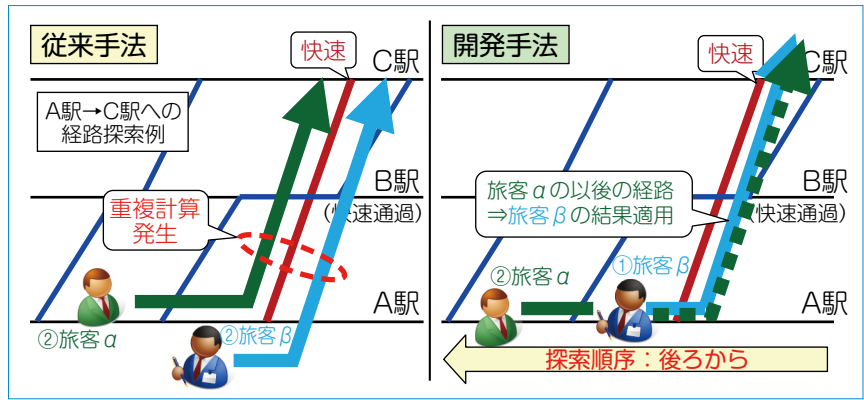 従来手法
快速
C駅
A駅→C駅への
経路探索例
B駅
(快速通過)
重複計算
発生
A駅
②旅客α
②旅客β
開発手法
快速
C駅
B駅
(快速通過)
旅客αの以後の経路
⇒旅客βの結果適用
①旅客β
②旅客α
A駅
探索順序：後ろから